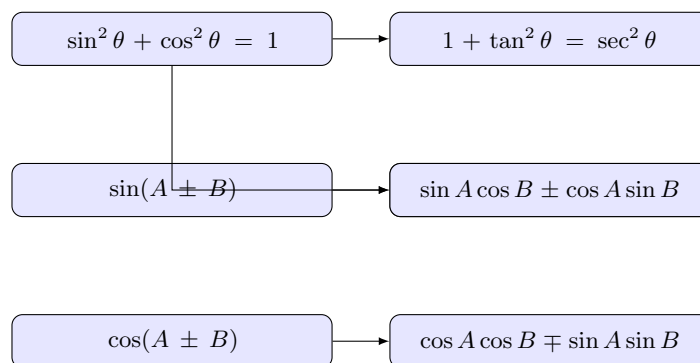 sin² θ + cos² θ = 1
1 + tan² θ = sec² θ
sin(A ± B)
sin A cos B ± cos A sin B
cos(A ± B)
cos A cos B ∓ sin A sin B